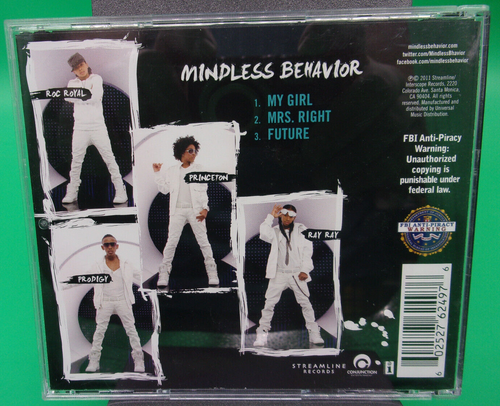 MINDLESS BEHAVIOR
1. MY GIRL
2. MRS. RIGHT
3. FUTURE
ROC ROYAL
PRINCETON
RAY RAY
PRODIGY
mindlessbehavior.com
twitter.com/MindlessBhavior
facebook.com/mindlessbehavior
℗© 2011 Streamline/
Interscope Records, 2220
Colorado Ave. Santa Monica,
CA 90404. All rights
reserved. Manufactured and
distributed by Universal
Music Distribution
FBI Anti-Piracy
Warning:
Unauthorized
copying is
punishable under
federal law.
FBI ANTI-PIRACY
WARNING
6 02527 62497 6
STREAMLINE
RECORDS
CONJUNCTION
i